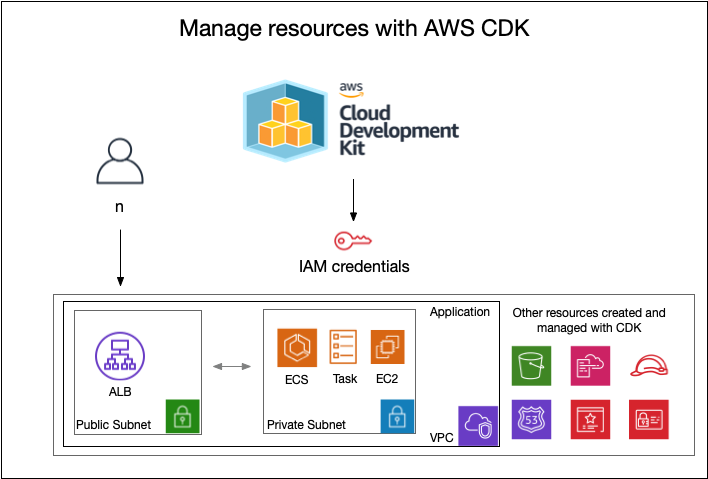 Manage resources with AWS CDK
aws
Cloud
Development
Kit
n
IAM credentials
Application
Other resources created and
managed with CDK
ALB
ECS
Task
EC2
53
Public Subnet
Private Subnet
VPC